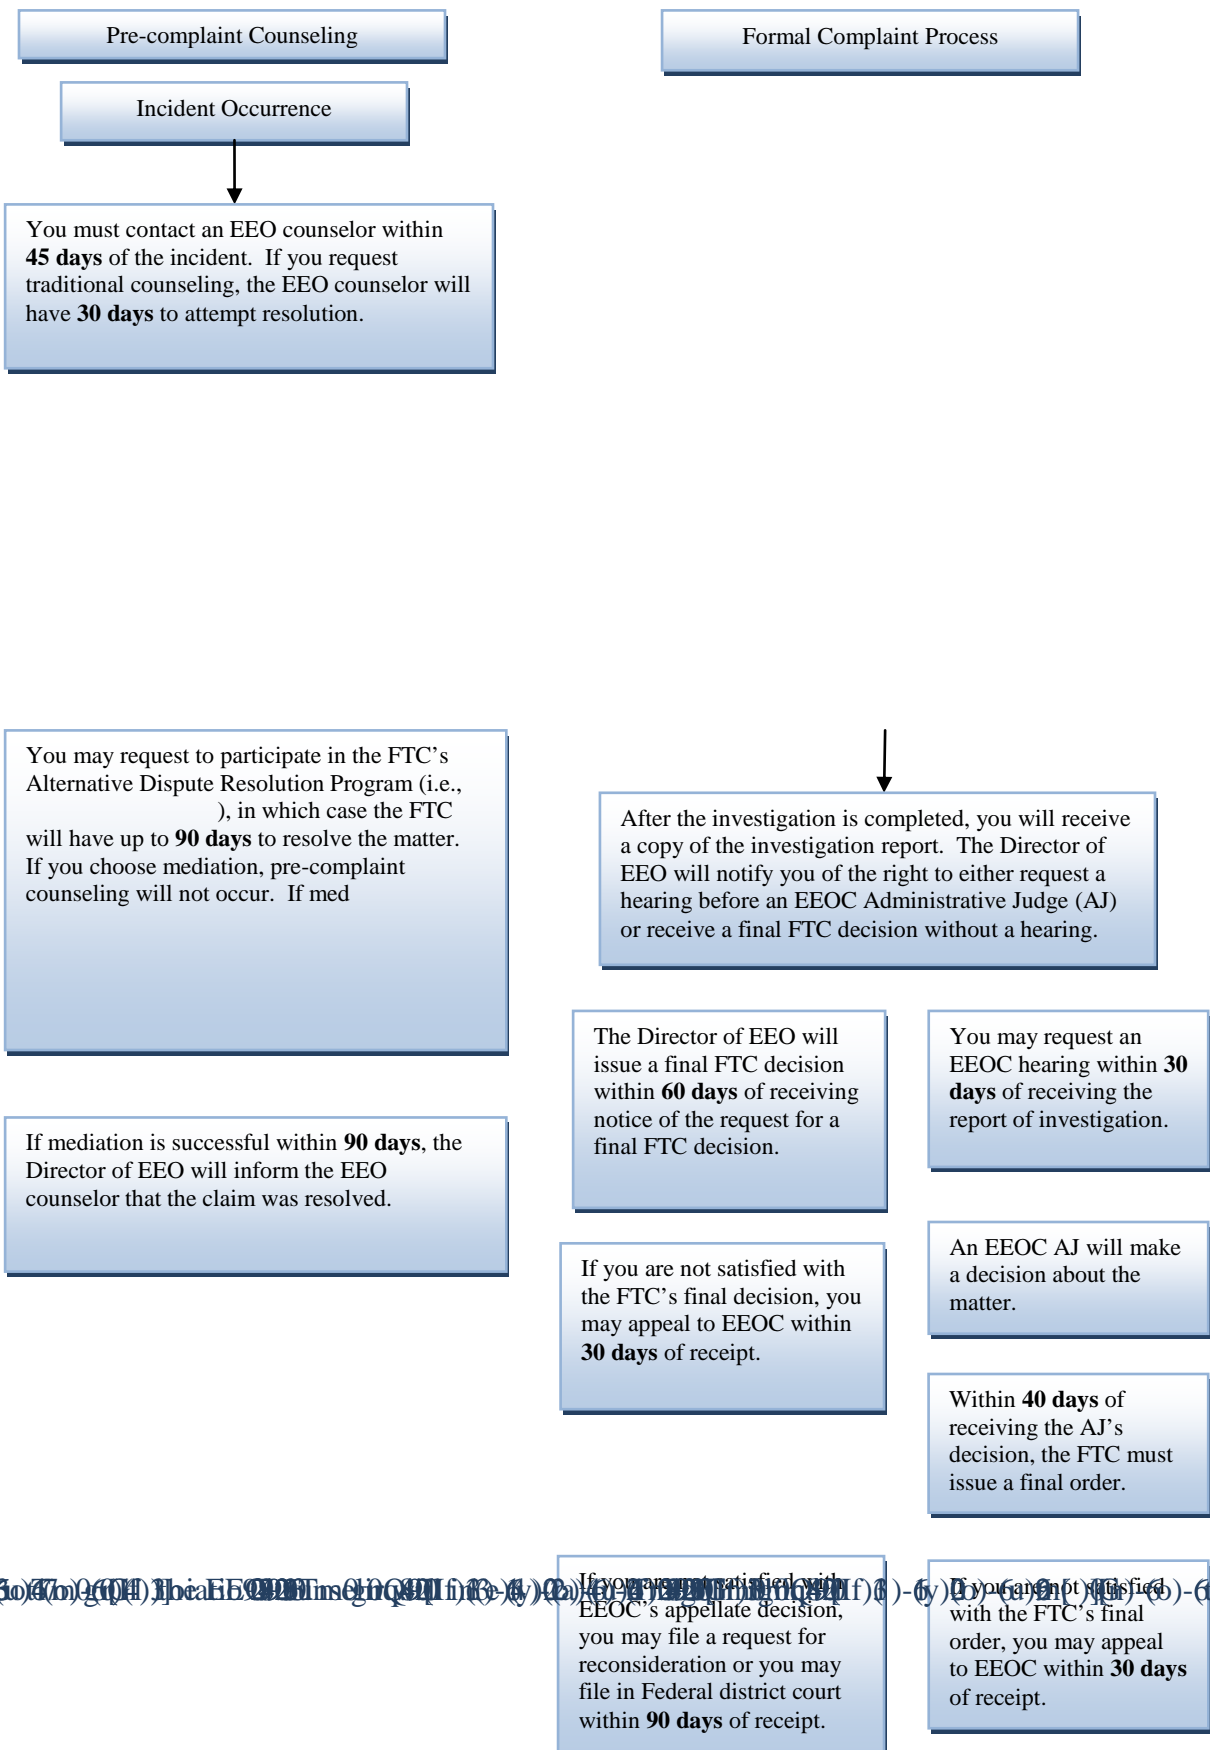 Pre-complaint Counseling
Incident Occurrence
You must contact an EEO counselor within
45 days of the incident.  If you request
traditional counseling, the EEO counselor will
have 30 days to attempt resolution.
You may request to participate in the FTC’s
Alternative Dispute Resolution Program (i.e.,
), in which case the FTC
will have up to 90 days to resolve the matter.
If you choose mediation, pre-complaint
counseling will not occur.  If med
If mediation is successful within 90 days, the
Director of EEO will inform the EEO
counselor that the claim was resolved.
Formal Complaint Process
After the investigation is completed, you will receive
a copy of the investigation report.  The Director of
EEO will notify you of the right to either request a
hearing before an EEOC Administrative Judge (AJ)
or receive a final FTC decision without a hearing.
The Director of EEO will
issue a final FTC decision
within 60 days of receiving
notice of the request for a
final FTC decision.
If you are not satisfied with
the FTC’s final decision, you
may appeal to EEOC within
30 days of receipt.
If you are not satisfied with
EEOC’s appellate decision,
you may file a request for
reconsideration or you may
file in Federal district court
within 90 days of receipt.
You may request an
EEOC hearing within 30
days of receiving the
report of investigation.
An EEOC AJ will make
a decision about the
matter.
Within 40 days of
receiving the AJ’s
decision, the FTC must
issue a final order.
If you are not satisfied
with the FTC’s final
order, you may appeal
to EEOC within 30 days
of receipt.